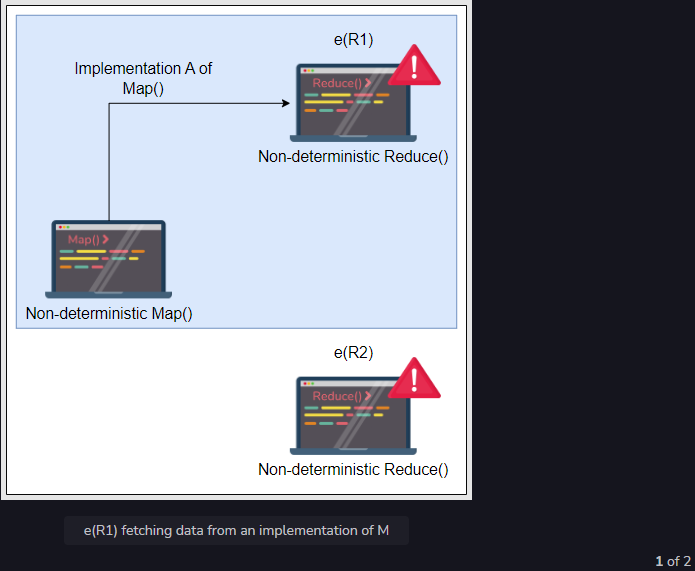 e(R1)
Implementation A of
Map()
Reduce()
Non-deterministic Reduce()
Map()
Non-deterministic Map()
e(R2)
Reduce()
Non-deterministic Reduce()
e(R1) fetching data from an implementation of M
1 of 2